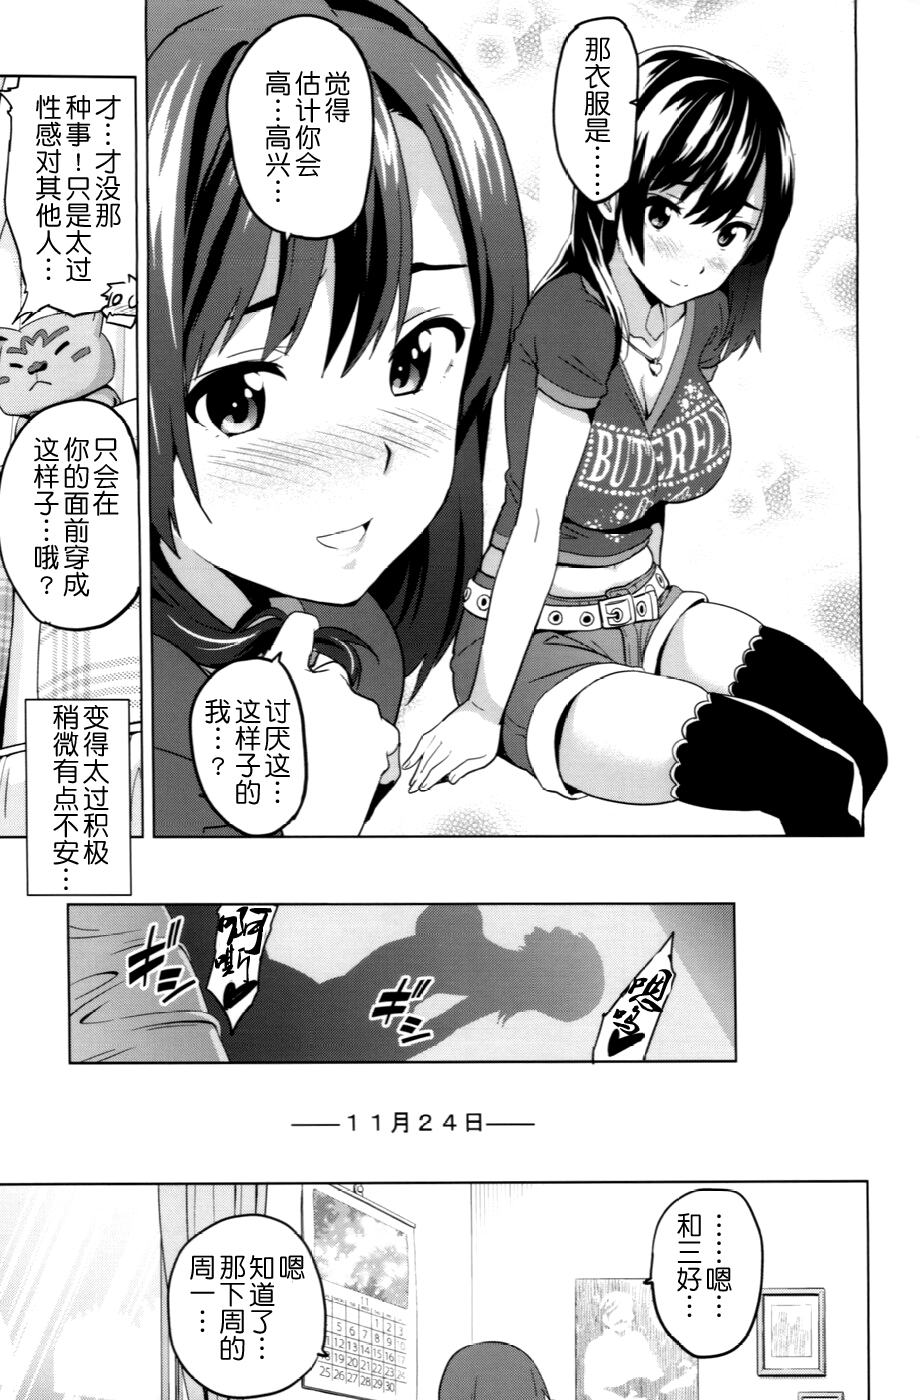 那衣服是……
BUTTERFLY
觉得
估计你会
高…高兴…
讨厌这…
这样子的
我…?
才…才没那
种事！只是太过
性感对其他人…
只会在
你的面前穿成
这样子…哦?
变得太过积极
稍微有点不安…
嗯
呜♥
ギシ
ギシ
——11月24日——
……嗯…
和三好…
嗯
知道了…
那下周的
周一…
11